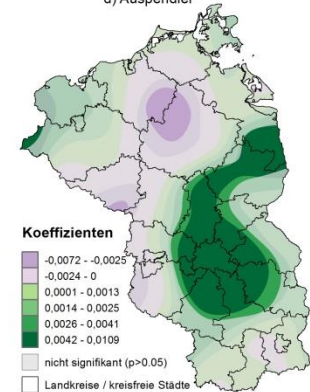 d) Auspendler
Koeffizienten
-0,0072 - -0,0025
-0,0024 - 0
0,0001 - 0,0013
0,0014 - 0,0025
0,0026 - 0,0041
0,0042 - 0,0109
nicht signifikant (p>0.05)
Landkreise / kreisfreie Städte